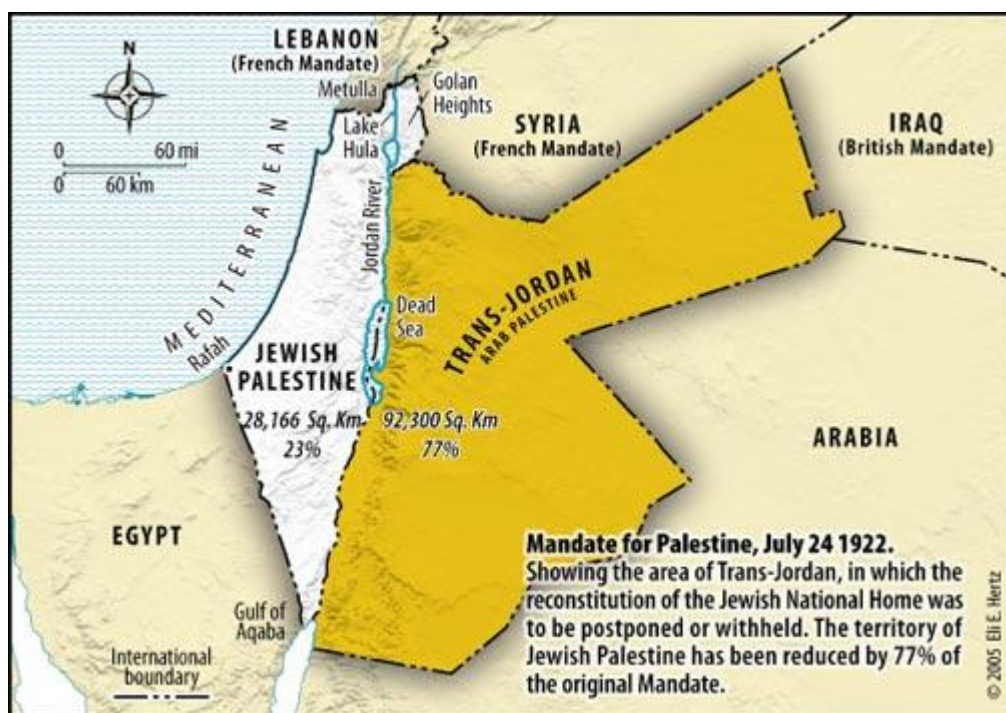 LEBANON
(French Mandate)
Metulla
Golan
Heights
N
Lake
Hula
SYRIA
(French Mandate)
IRAQ
(British Mandate)
0 60 mi
0 60 km
MEDITERRANEAN
Jordan River
Rafah
Dead
Sea
TRANS-JORDAN
ARAB PALESTINE
JEWISH
PALESTINE
28,166 Sq. Km
23%
92,300 Sq. Km
77%
ARABIA
EGYPT
Gulf of
Aqaba
International
boundary
Mandate for Palestine, July 24 1922.
Showing the area of Trans-Jordan, in which the
reconstitution of the Jewish National Home was
to be postponed or withheld. The territory of
Jewish Palestine has been reduced by 77% of
the original Mandate.
© 2005 Eli E. Hertz